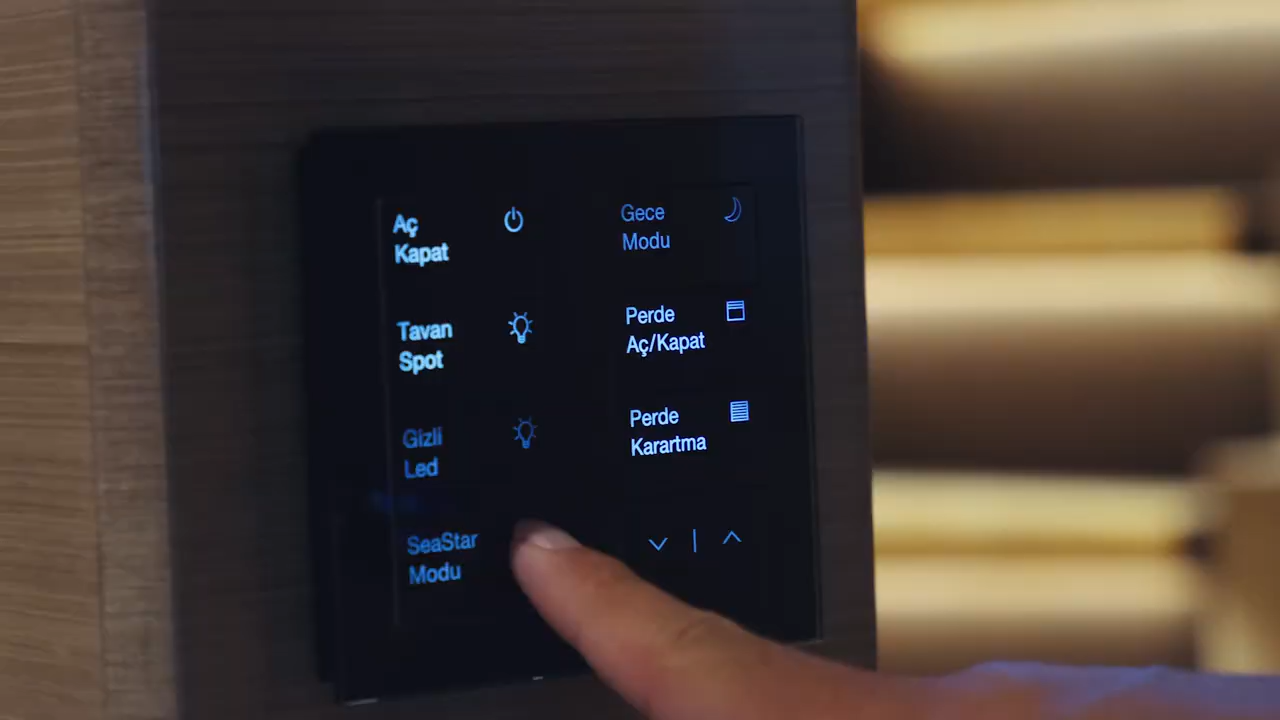 Aç
Kapat
Tavan
Spot
Gizli
Led
SeaStar
Modu
Gece
Modu
Perde
Aç/Kapat
Perde
Karartma